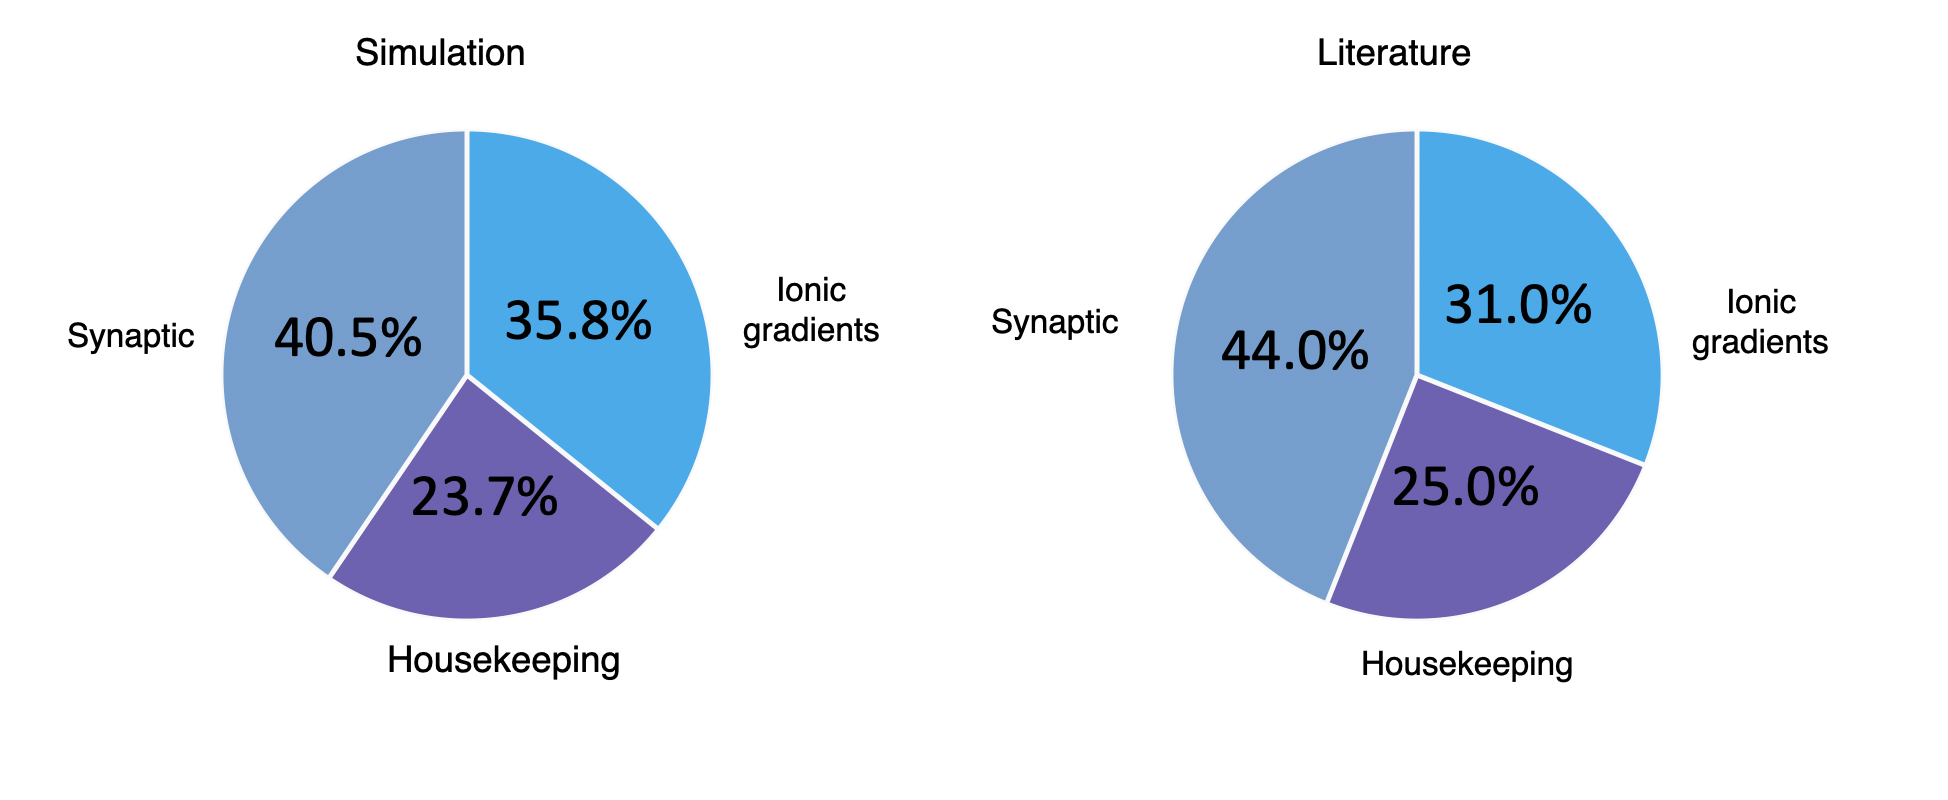 Simulation
Synaptic
40.5%
35.8%
Ionic
gradients
23.7%
Housekeeping
Literature
Synaptic
44.0%
31.0%
Ionic
gradients
25.0%
Housekeeping